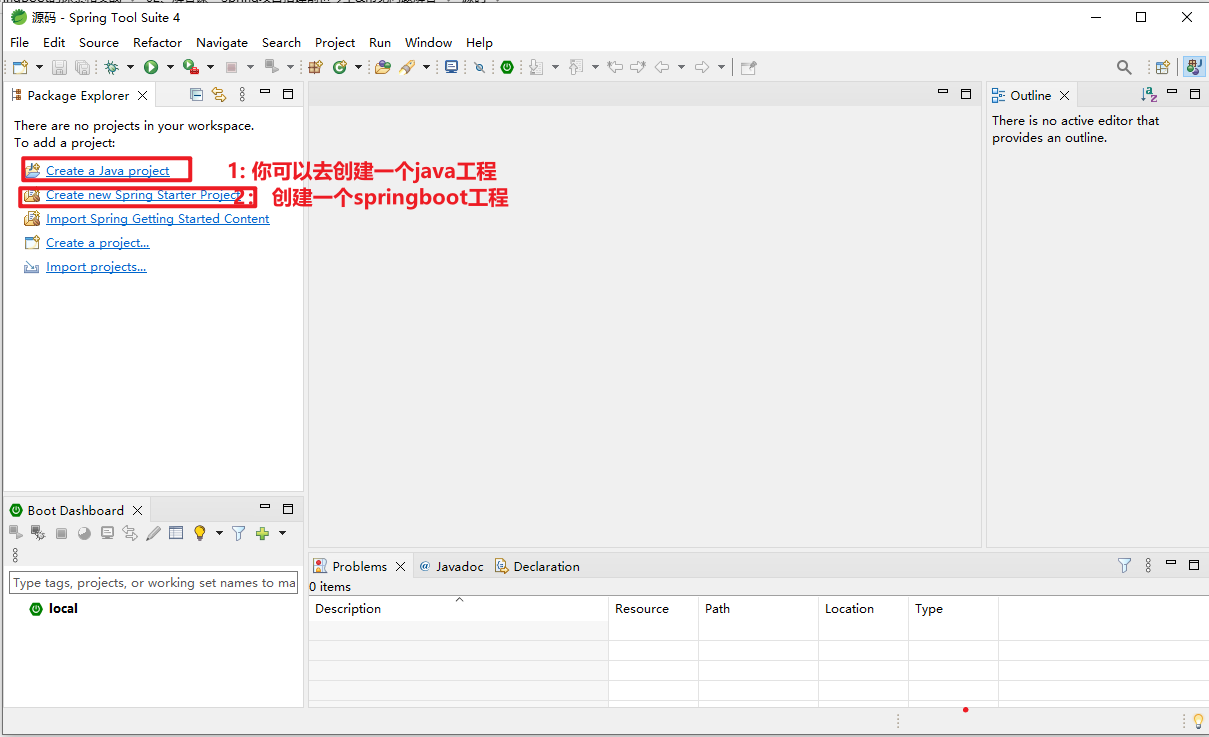 源码 - Spring Tool Suite 4
File Edit Source Refactor Navigate Search Project Run Window Help
Package Explorer
There are no projects in your workspace.
To add a project:
Create a Java project
1: 你可以去创建一个java工程
Create new Spring Starter Project
2: 创建一个springboot工程
Import Spring Getting Started Content
Create a project...
Import projects...
Outline
There is no active editor that
provides an outline.
Boot Dashboard
Type tags, projects, or working set names to ma
local
Problems @ Javadoc Declaration
0 items
Description Resource Path Location Type